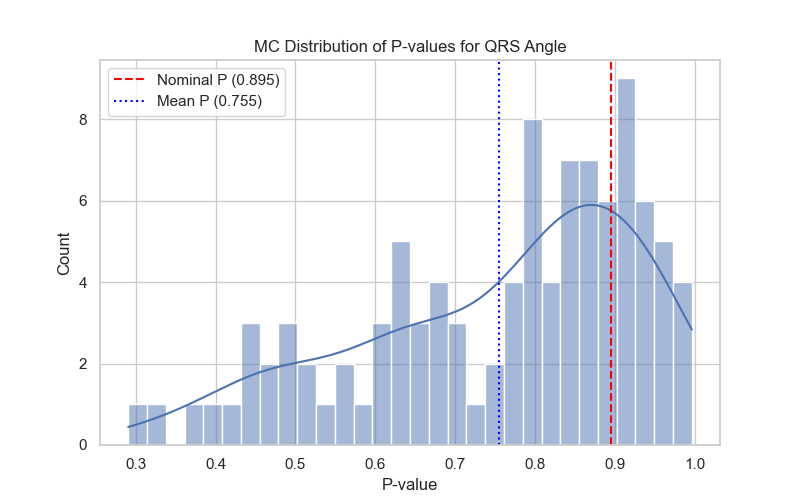 MC Distribution of P-values for QRS Angle
Nominal P (0.895)
Mean P (0.755)
Count
8
6
4
2
0
0.3 0.4 0.5 0.6 0.7 0.8 0.9 1.0
P-value